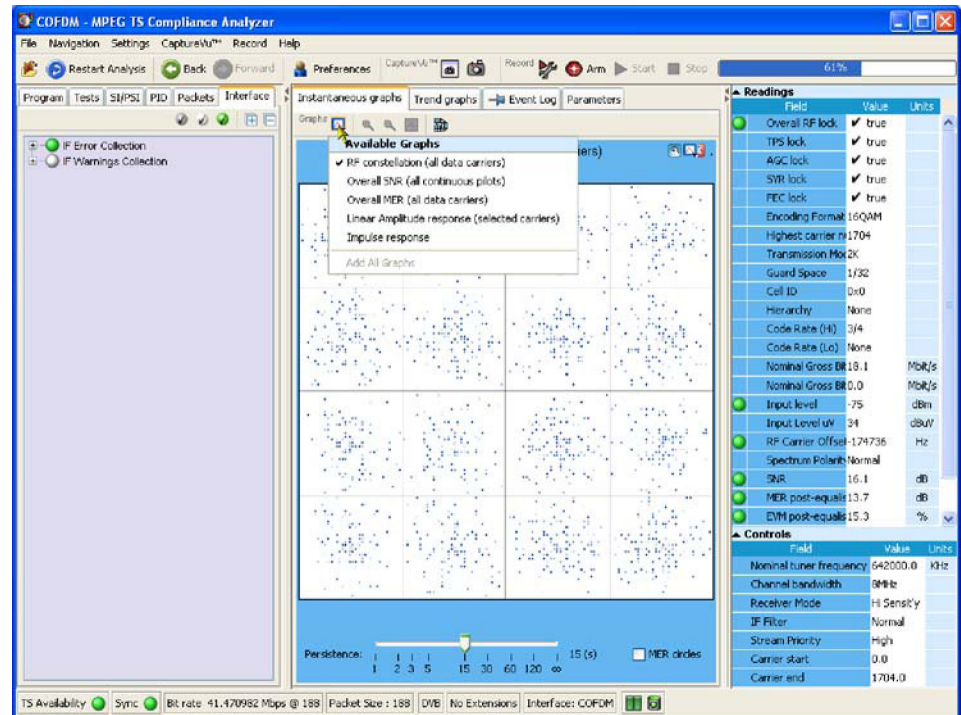 COFDM - MPEG TS Compliance Analyzer
File Navigation Settings CaptureVu™ Record Help
Restart Analysis Back Forward Preferences CaptureVu™ Record Arm Start Stop 61%
Program Tests SI/PSI PID Packets Interface
IF Error Collection
IF Warnings Collection
Instantaneous graphs Trend graphs Event Log Parameters
Graphs
Available Graphs
RF constellation (all data carriers)
Overall SNR (all continuous pilots)
Overall MER (all data carriers)
Linear Amplitude response (selected carriers)
Impulse response
Add All Graphs
Persistence: 1 2 3 5 15 30 60 120 ∞ 15 (s) MER circles
Readings
Field Value Units
Overall RF lock true
TPS lock true
AGC lock true
SYR lock true
FEC lock true
Encoding Format 16QAM
Highest carrier n 1704
Transmission Mod 2K
Guard Space 1/32
Cell ID 0x0
Hierarchy None
Code Rate (Hi) 3/4
Code Rate (Lo) None
Nominal Gross Bit 18.1 Mbit/s
Nominal Gross Bit 0.0 Mbit/s
Input level -75 dBm
Input Level uV 34 dBuV
RF Carrier Offset -174736 Hz
Spectrum Polarity Normal
SNR 16.1 dB
MER post-equalis 13.7 dB
EVM post-equalis 15.3 %
Controls
Field Value Units
Nominal tuner frequency 642000.0 KHz
Channel bandwidth 8MHz
Receiver Mode Hi Sensit'y
IF Filter Normal
Stream Priority High
Carrier start 0.0
Carrier end 1704.0
TS Availability Sync Bit rate 41.470982 Mbps @ 188 Packet Size : 188 DVB No Extensions Interface: COFDM